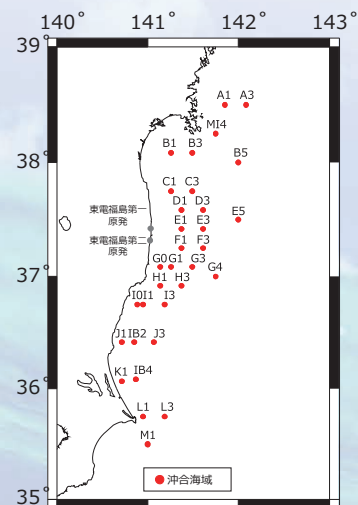 140° 141° 142° 143°
39°
A1 A3
MI4
B1 B3
B5
38°
C1 C3
D1 D3
東電福島第一
原発
E5
E1 E3
東電福島第二
原発
F1 F3
G0 G1 G3
G4
37°
H1 H3
I0 I1 I3
J1 IB2 J3
K1 IB4
36°
L1 L3
M1
沖合海域
35°